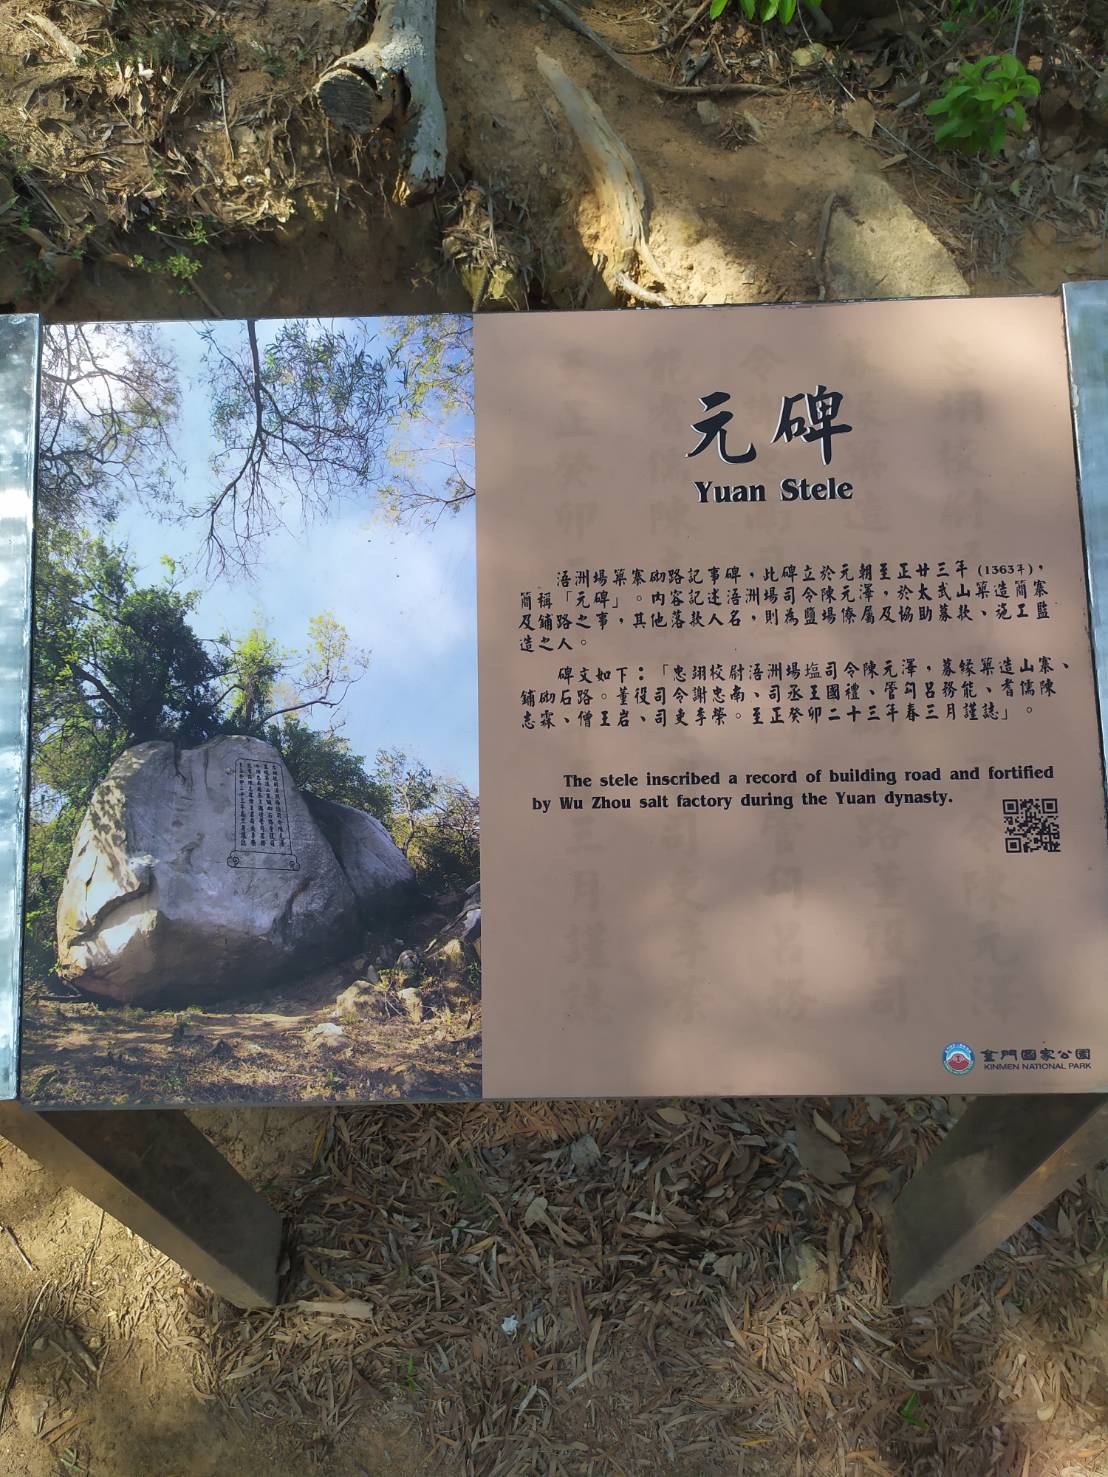 元碑
Yuan Stele
浯洲場築寨砌路記事碑，此碑立於元朝至正廿三年 (1363年)，
簡稱「元碑」。內容記述浯洲場司令陳元澤，於太武山築造簡寨
及鋪路之事，其他落款人名，則為鹽場僚屬及協助募款、施工監
造之人。
碑文如下：「忠翊校尉浯洲場塩司令陳元澤，募緣築造山寨、
鋪砌石路。董役司令謝忠南、司丞王國禮、管勾呂務能、耆儒陳
志霖、僧王岩、司吏李榮。至正癸卯二十三年春三月謹誌」。
The stele inscribed a record of building road and fortified
by Wu Zhou salt factory during the Yuan dynasty.
金門國家公園
KINMEN NATIONAL PARK